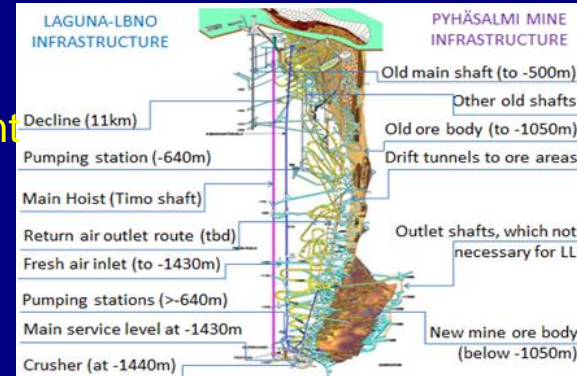 LAGUNA-LBNO
INFRASTRUCTURE
Decline (11km)
Pumping station (-640m)
Main Hoist (Timo shaft)
Return air outlet route (tbd)
Fresh air inlet (to -1430m)
Pumping stations (>-640m)
Main service level at -1430m
Crusher (at -1440m)
PYHÄSALMI MINE
INFRASTRUCTURE
Old main shaft (to -500m)
Other old shafts
Old ore body (to -1050m)
Drift tunnels to ore areas
Outlet shafts, which not
necessary for LL
New mine ore body
(below -1050m)